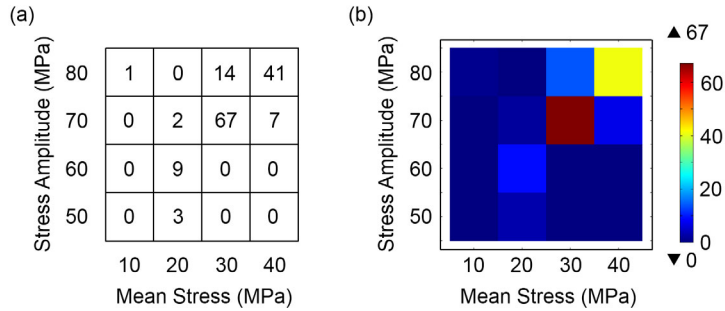 (a)
Stress Amplitude (MPa)
80 1 0 14 41
70 0 2 67 7
60 0 9 0 0
50 0 3 0 0
10 20 30 40
Mean Stress (MPa)
(b)
Stress Amplitude (MPa)
80
70
60
50
10 20 30 40
Mean Stress (MPa)
▲ 67
60
40
20
0
▼ 0